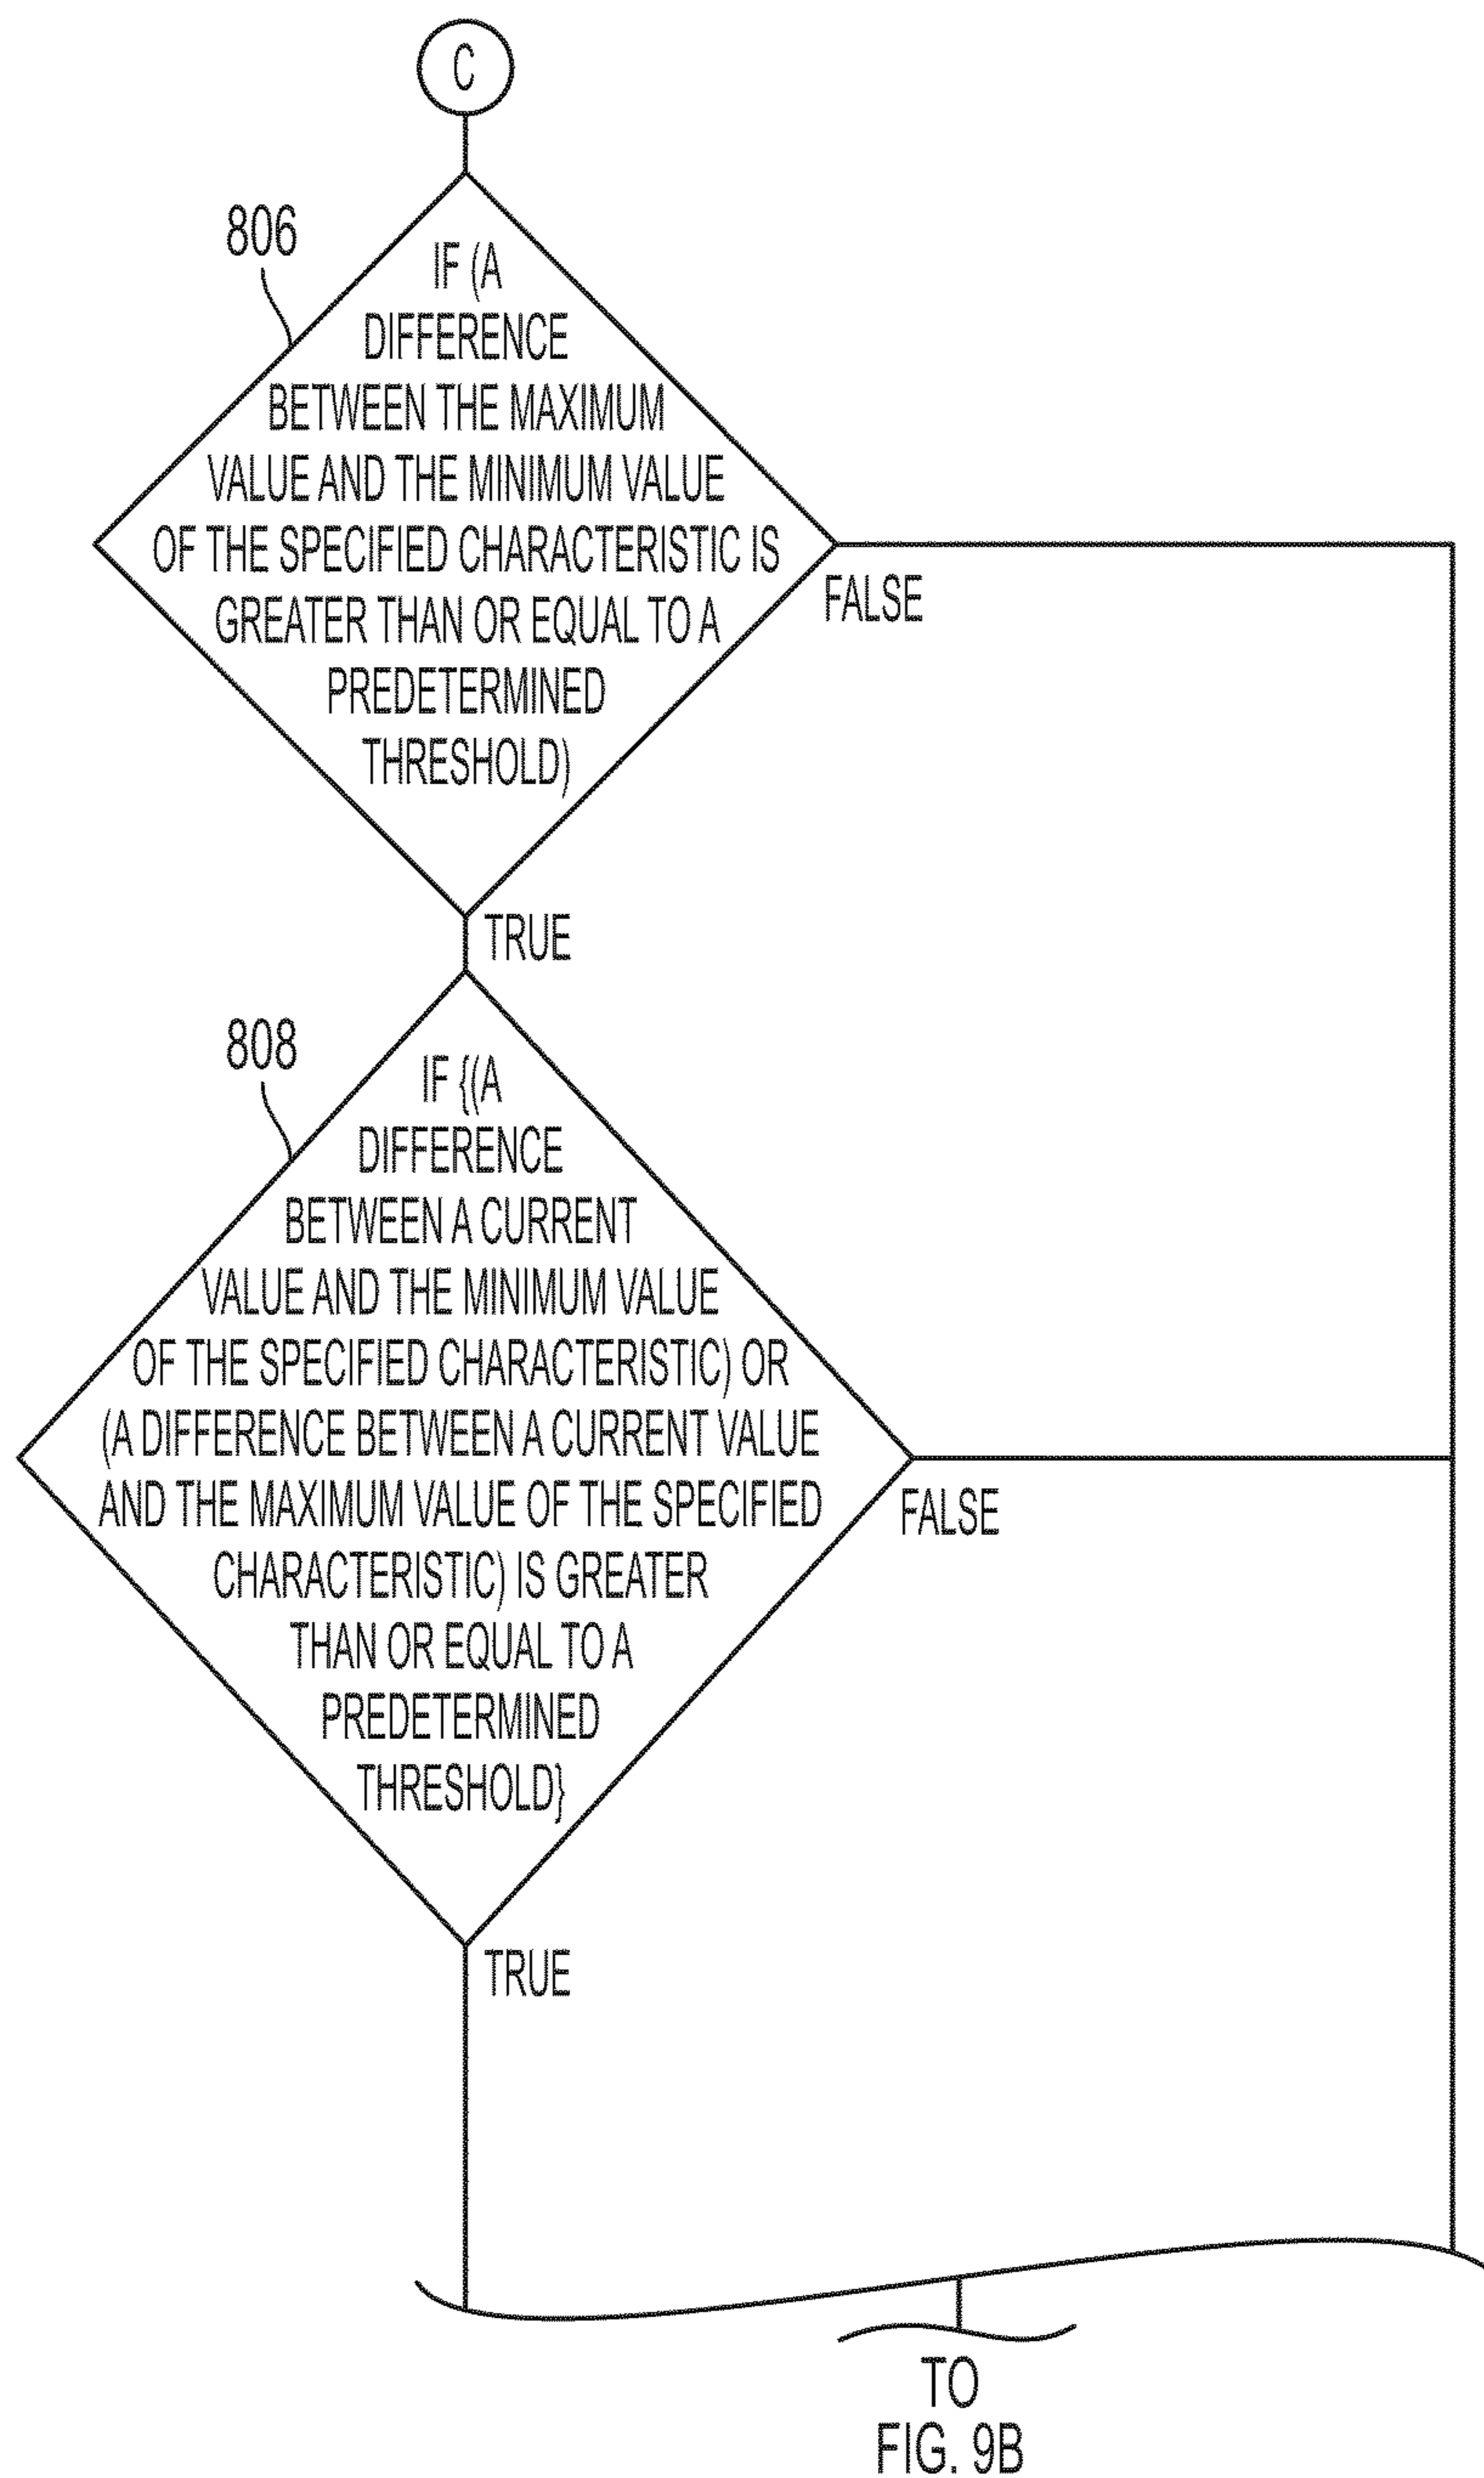 C
806
IF (A
DIFFERENCE
BETWEEN THE MAXIMUM
VALUE AND THE MINIMUM VALUE
OF THE SPECIFIED CHARACTERISTIC IS
GREATER THAN OR EQUAL TO A
PREDETERMINED
THRESHOLD)
FALSE
TRUE
808
IF {(A
DIFFERENCE
BETWEEN A CURRENT
VALUE AND THE MINIMUM VALUE
OF THE SPECIFIED CHARACTERISTIC) OR
(A DIFFERENCE BETWEEN A CURRENT VALUE
AND THE MAXIMUM VALUE OF THE SPECIFIED
CHARACTERISTIC) IS GREATER
THAN OR EQUAL TO A
PREDETERMINED
THRESHOLD}
FALSE
TRUE
TO
FIG. 9B